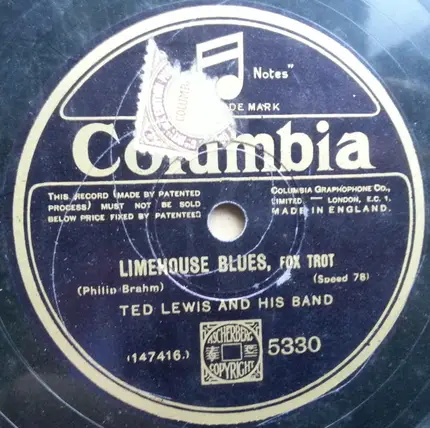 Notes"
DE MARK
Columbia
THIS RECORD (MADE BY PATENTED
PROCESS) MUST NOT BE SOLD
BELOW PRICE FIXED BY PATENTEES
COLUMBIA GRAPHOPHONE CO.,
LIMITED — LONDON, E.C. 1.
MADE IN ENGLAND.
LIMEHOUSE BLUES, FOX TROT
(Philip Brahm)
(Speed 78)
TED LEWIS AND HIS BAND
(147416.)
ASCHERBERG
COPYRIGHT
5330